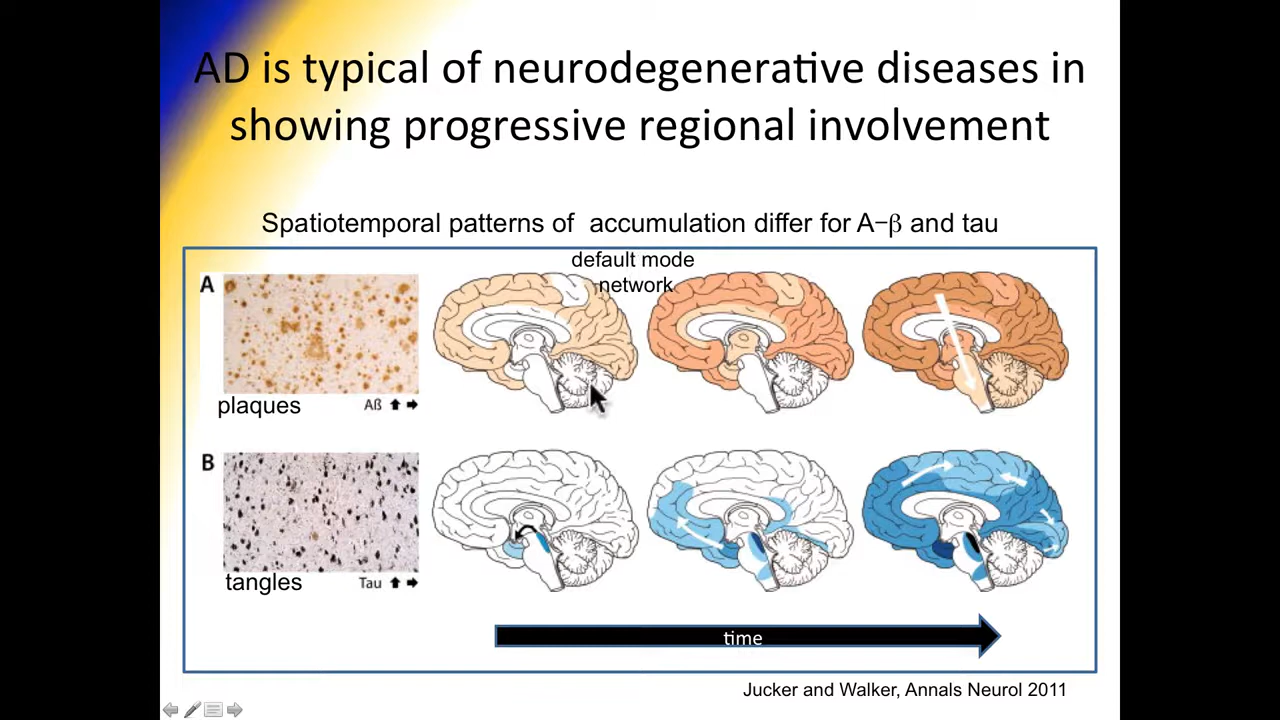 AD is typical of neurodegenerative diseases in
showing progressive regional involvement
Spatiotemporal patterns of accumulation differ for A−β and tau
default mode
network
A
plaques
Aß
B
tangles
Tau
time
Jucker and Walker, Annals Neurol 2011